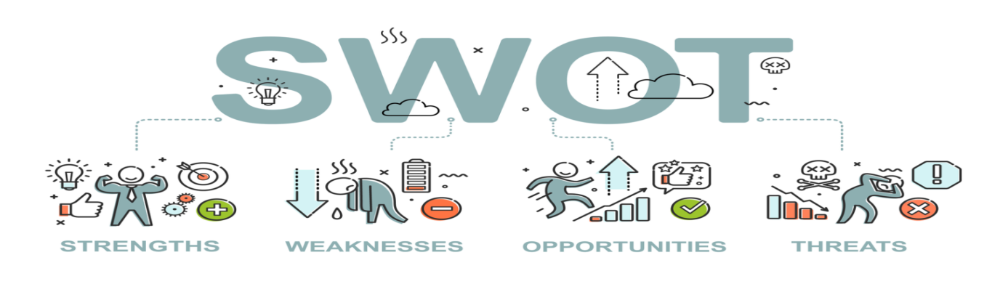 SWOT
STRENGTHS
WEAKNESSES
OPPORTUNITIES
THREATS